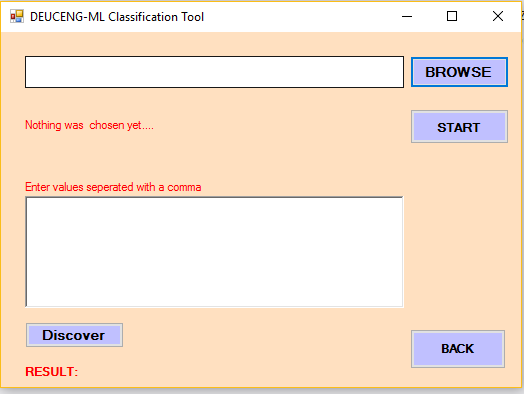 DEUCENG-ML Classification Tool
BROWSE
Nothing was chosen yet....
START
Enter values seperated with a comma
Discover
BACK
RESULT: